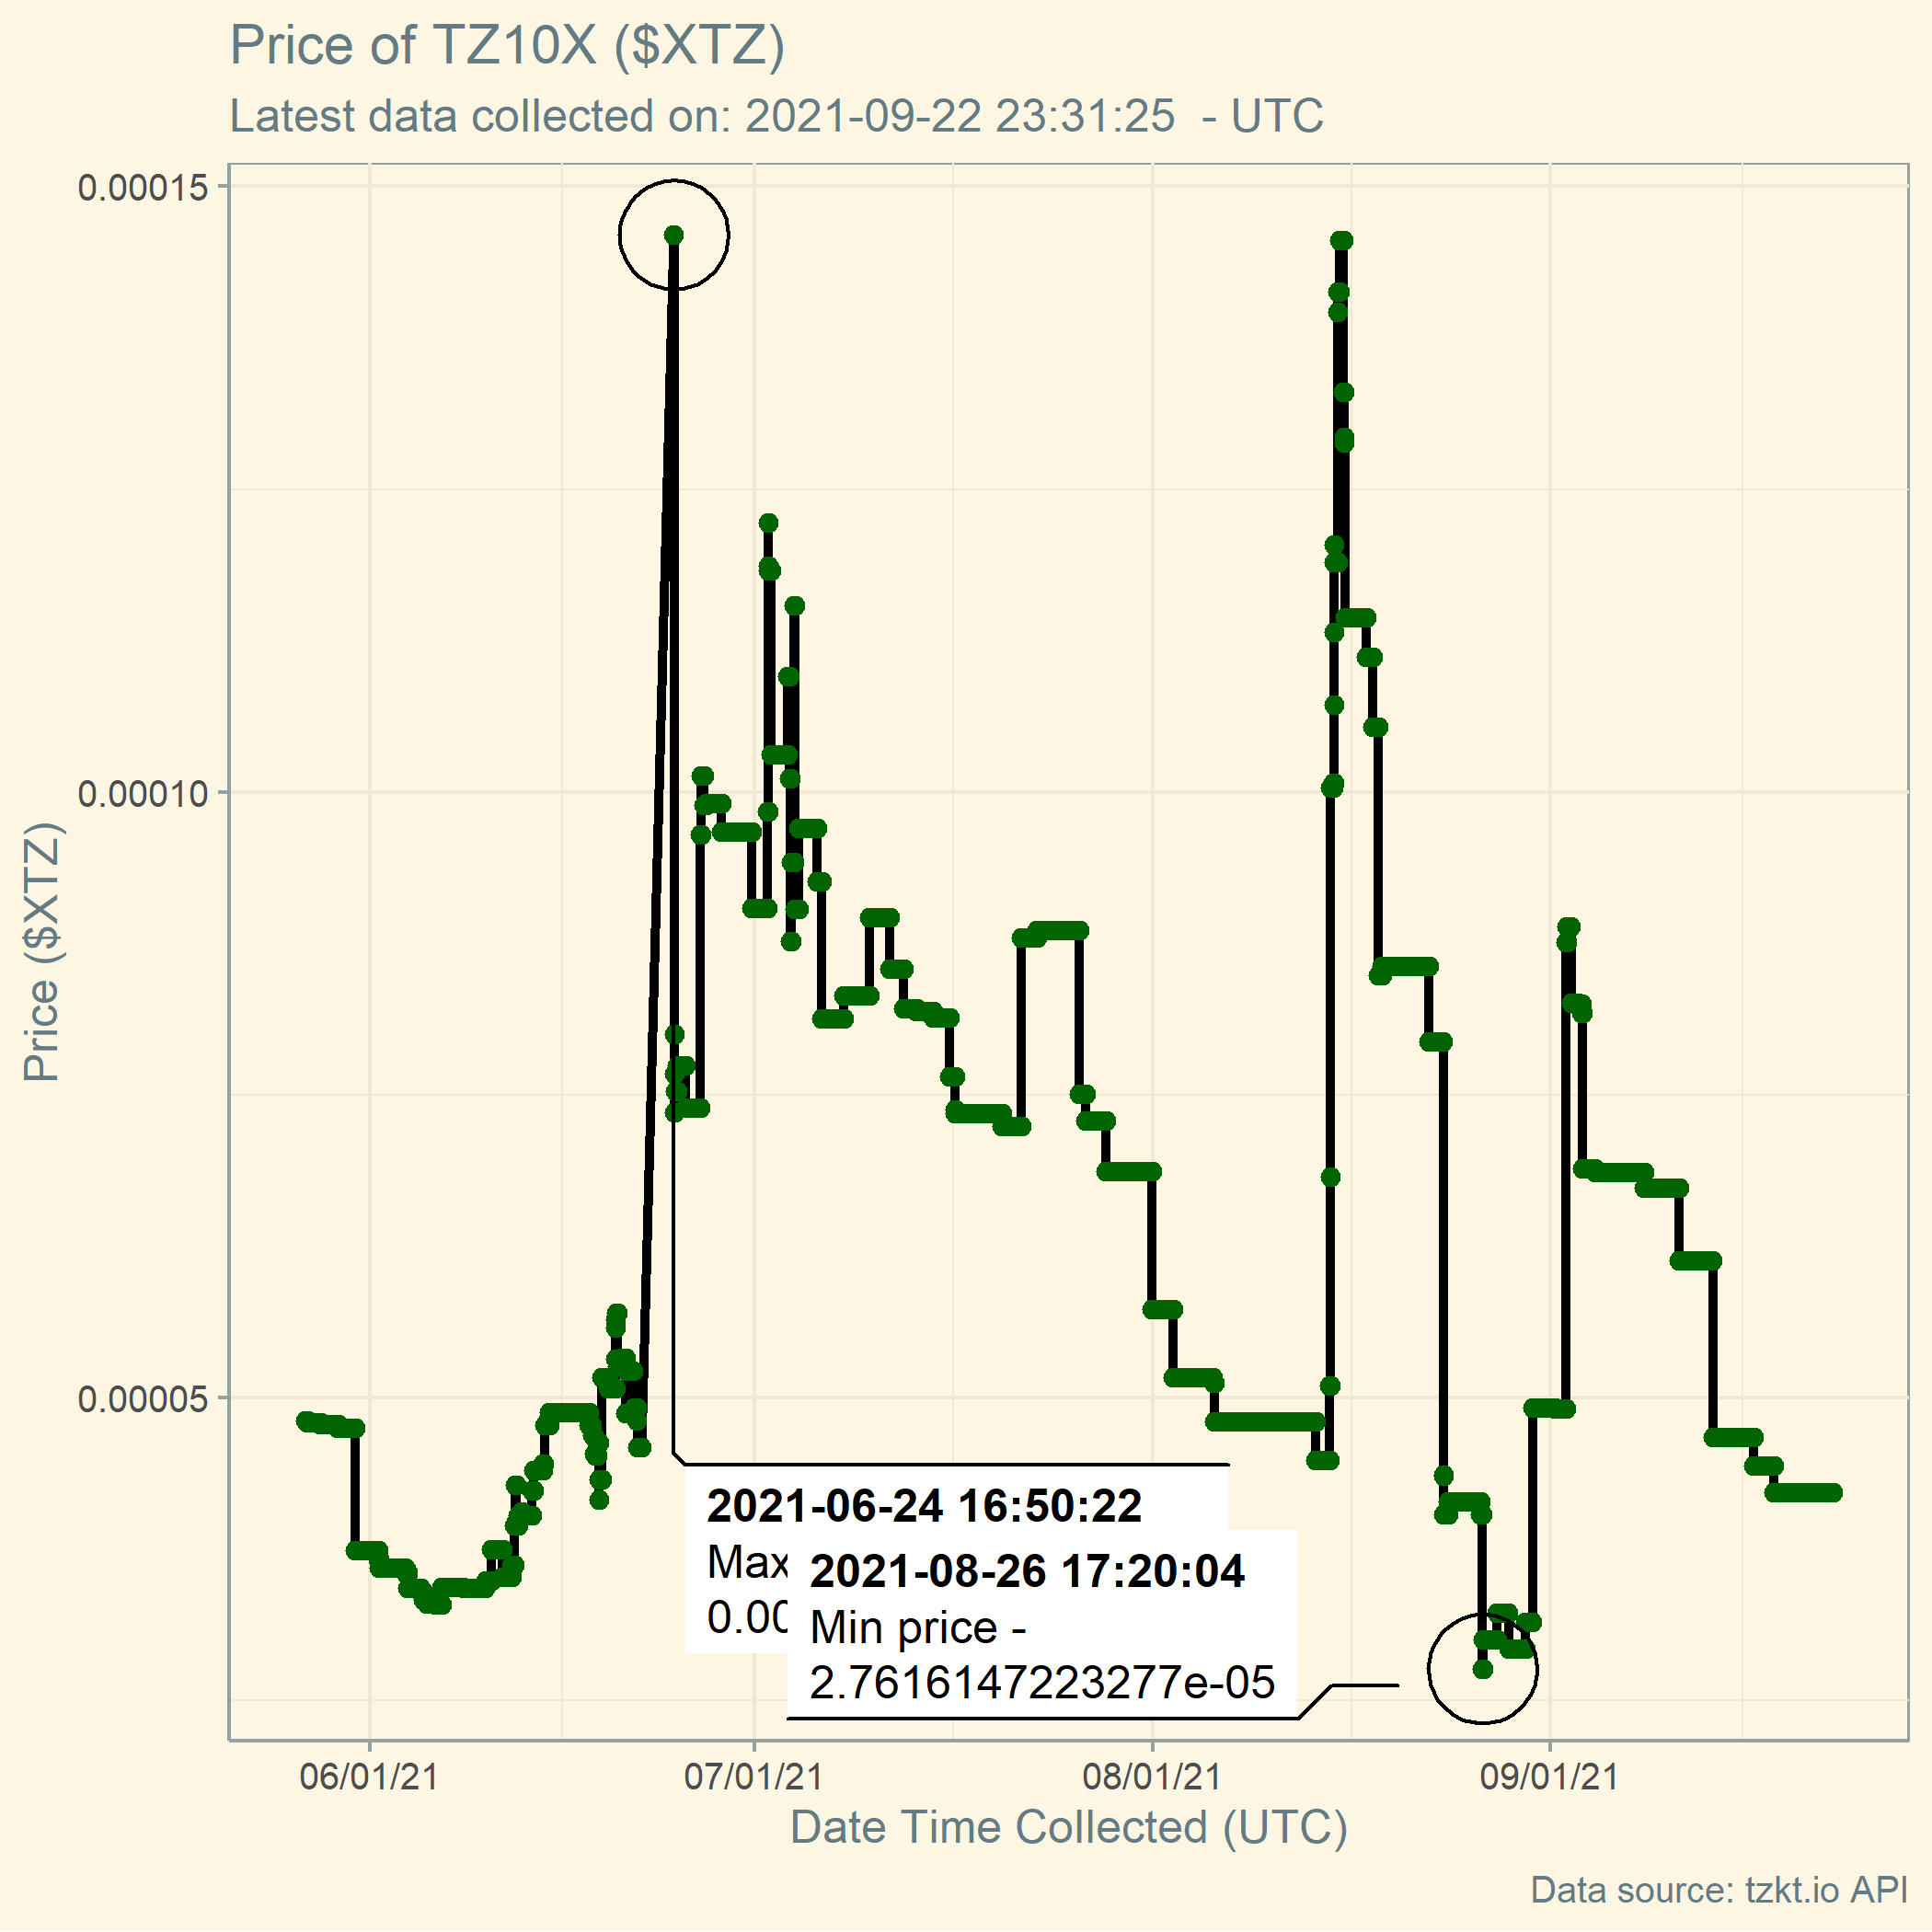 Price of TZ10X ($XTZ)
Latest data collected on: 2021-09-22 23:31:25 - UTC
0.00015
0.00010
0.00005
Price ($XTZ)
2021-06-24 16:50:22
Max
0.00
2021-08-26 17:20:04
Min price -
2.7616147223277e-05
06/01/21
07/01/21
08/01/21
09/01/21
Date Time Collected (UTC)
Data source: tzkt.io API